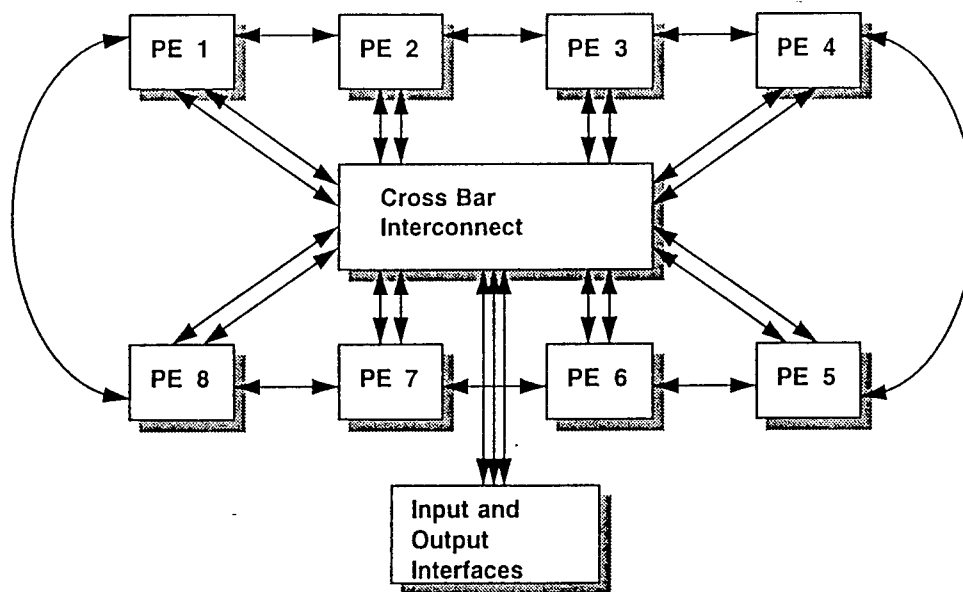 PE 1
PE 2
PE 3
PE 4
Cross Bar
Interconnect
PE 8
PE 7
PE 6
PE 5
Input and
Output
Interfaces